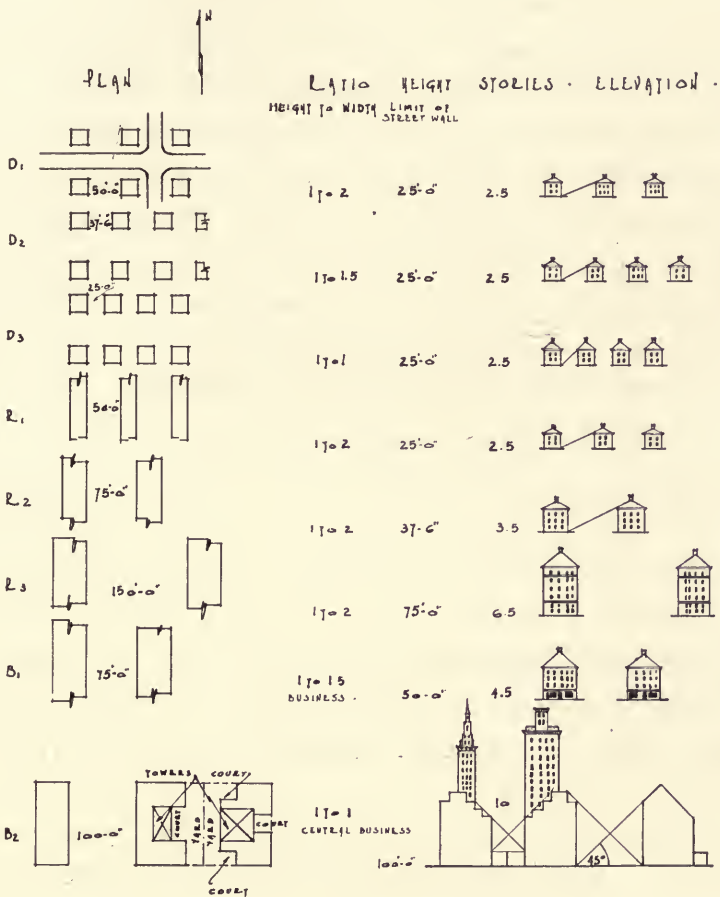 N
PLAN
RATIO HEIGHT STORIES · ELEVATION ·
HEIGHT TO WIDTH LIMIT OF
STREET WALL
D1
50'-0"
1 TO 2 25'-0" 2.5
D2
37'-6"
1 TO 1.5 25'-0" 2.5
25'-0"
D3
1 TO 1 25'-0" 2.5
R1
50'-0"
1 TO 2 25'-0" 2.5
R2
75'-0"
1 TO 2 37'-6" 3.5
R3
150'-0"
1 TO 2 75'-0" 6.5
B1
75'-0"
1 TO 1.5 50'-0" 4.5
BUSINESS ·
TOWERS COURT
B2
100'-0"
COURT
YARD
YARD
COURT
COURT
1 TO 1
CENTRAL BUSINESS
10
100'-0"
45°